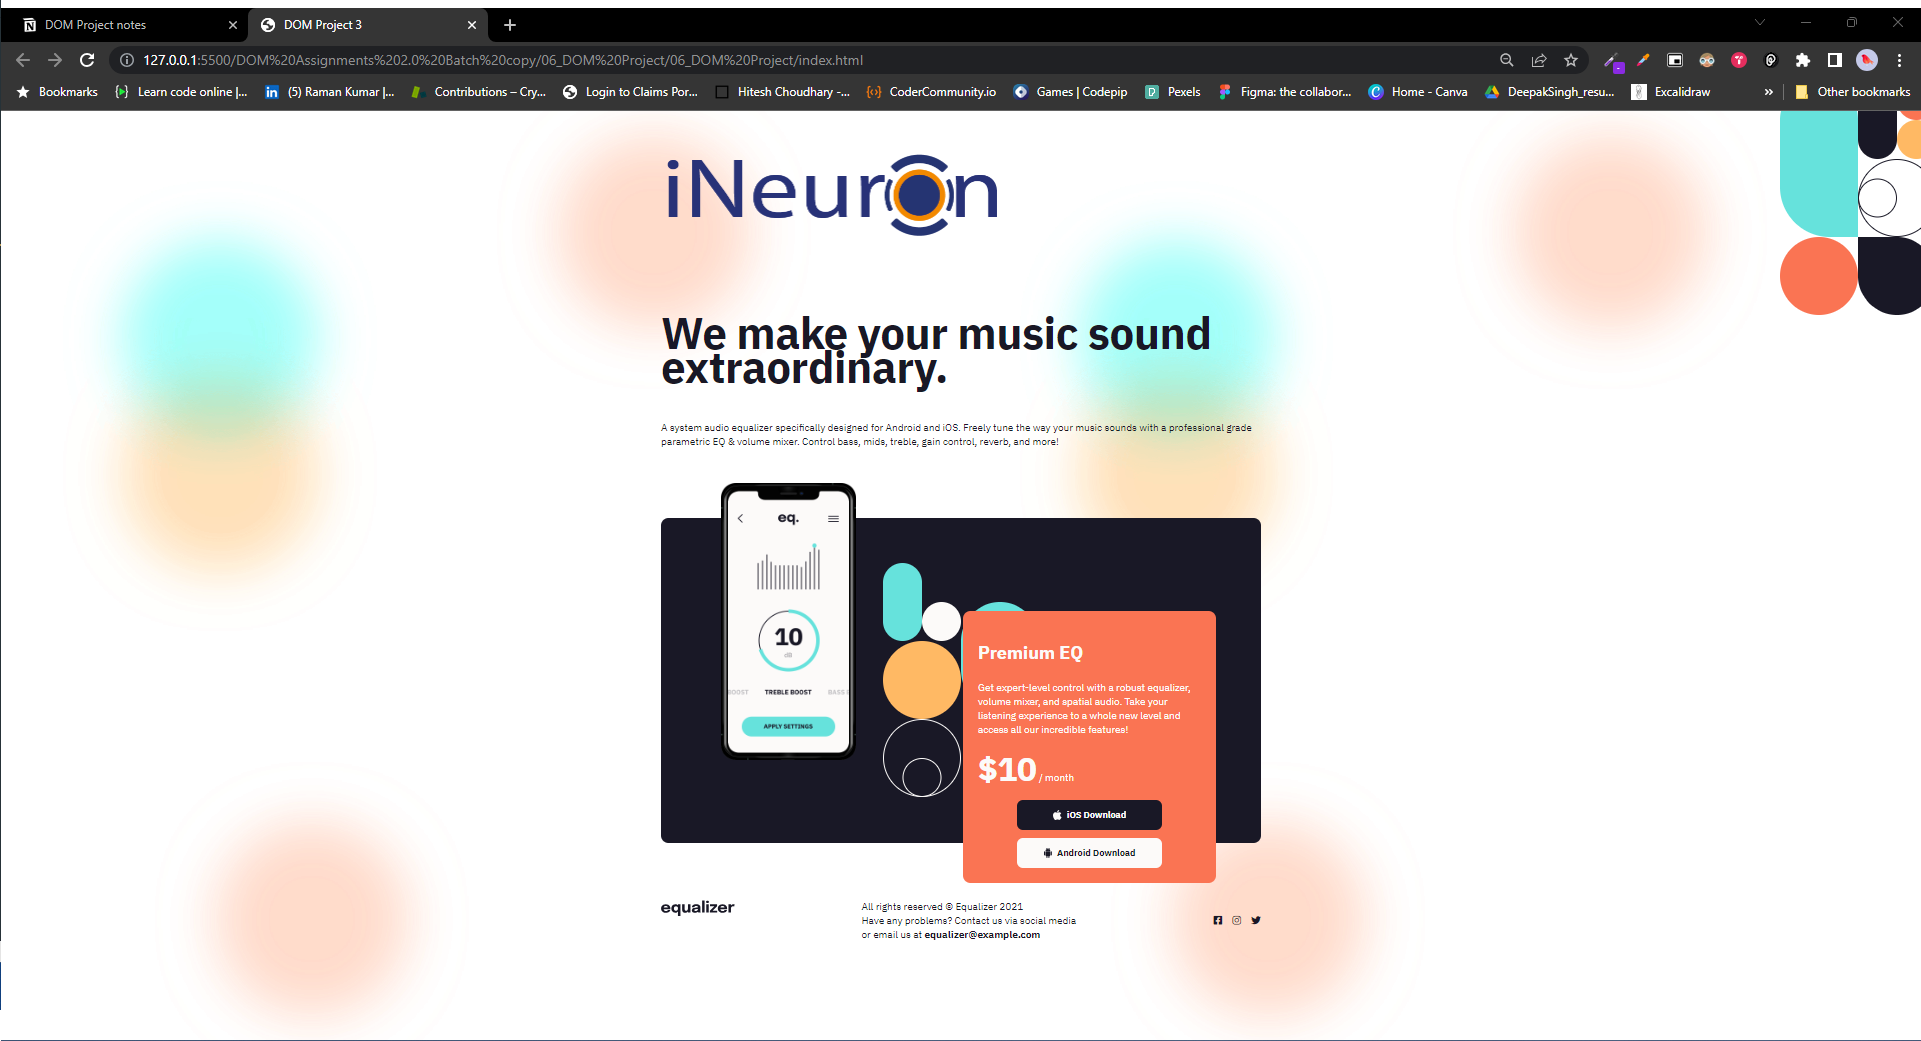 DOM Project notes
DOM Project 3
127.0.0.1:5500/DOM%20Assignments%202.0%20Batch%20copy/06_DOM%20Project/06_DOM%20Project/index.html
Bookmarks
Learn code online |...
(5) Raman Kumar |...
Contributions – Cry...
Login to Claims Por...
Hitesh Choudhary -...
CoderCommunity.io
Games | Codepip
Pexels
Figma: the collabor...
Home - Canva
DeepakSingh_resu...
Excalidraw
»
Other bookmarks
iNeuron
We make your music sound
extraordinary.
A system audio equalizer specifically designed for Android and iOS. Freely tune the way your music sounds with a professional grade
parametric EQ & volume mixer. Control bass, mids, treble, gain control, reverb, and more!
eq.
10
dB
BOOST TREBLE BOOST BASS
APPLY SETTINGS
Premium EQ
Get expert-level control with a robust equalizer,
volume mixer, and spatial audio. Take your
listening experience to a whole new level and
access all our incredible features!
$10 / month
iOS Download
Android Download
equalizer
All rights reserved © Equalizer 2021
Have any problems? Contact us via social media
or email us at equalizer@example.com